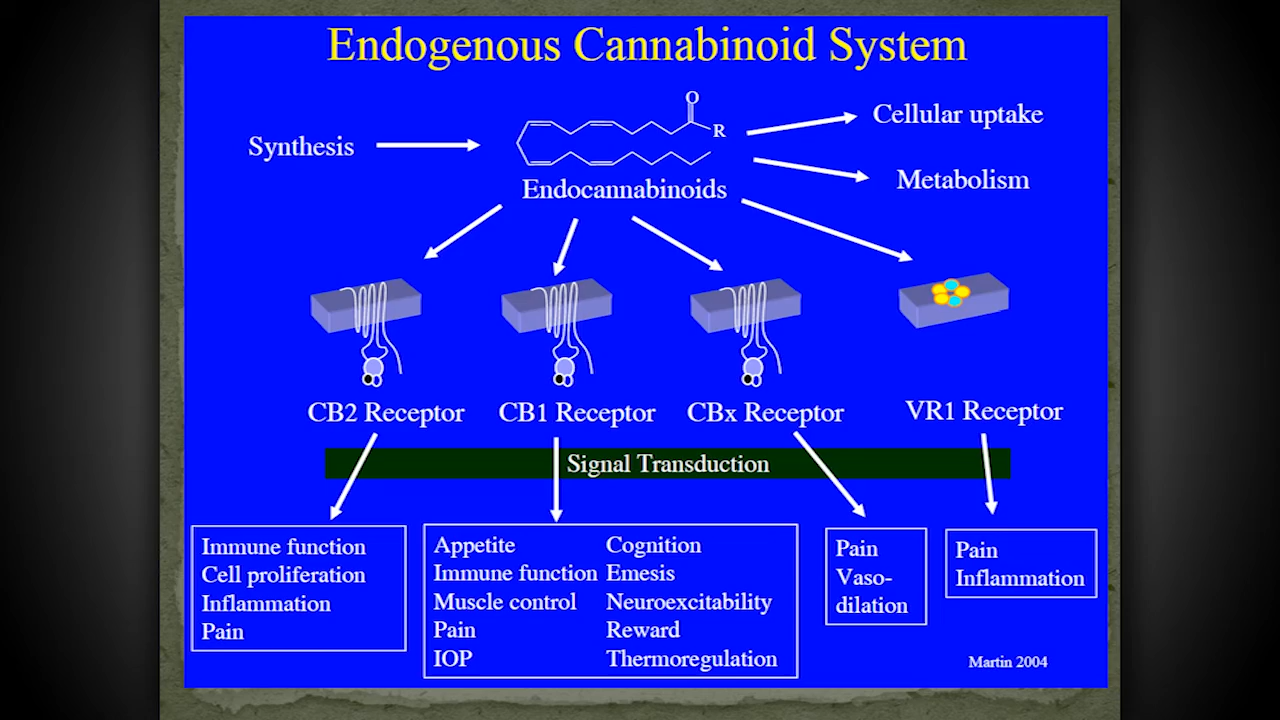 Endogenous Cannabinoid System
Synthesis
O
R
Cellular uptake
Metabolism
Endocannabinoids
CB2 Receptor
CB1 Receptor
CBx Receptor
VR1 Receptor
Signal Transduction
Immune function
Cell proliferation
Inflammation
Pain
Appetite
Immune function
Muscle control
Pain
IOP
Cognition
Emesis
Neuroexcitability
Reward
Thermoregulation
Pain
Vaso-
dilation
Pain
Inflammation
Martin 2004